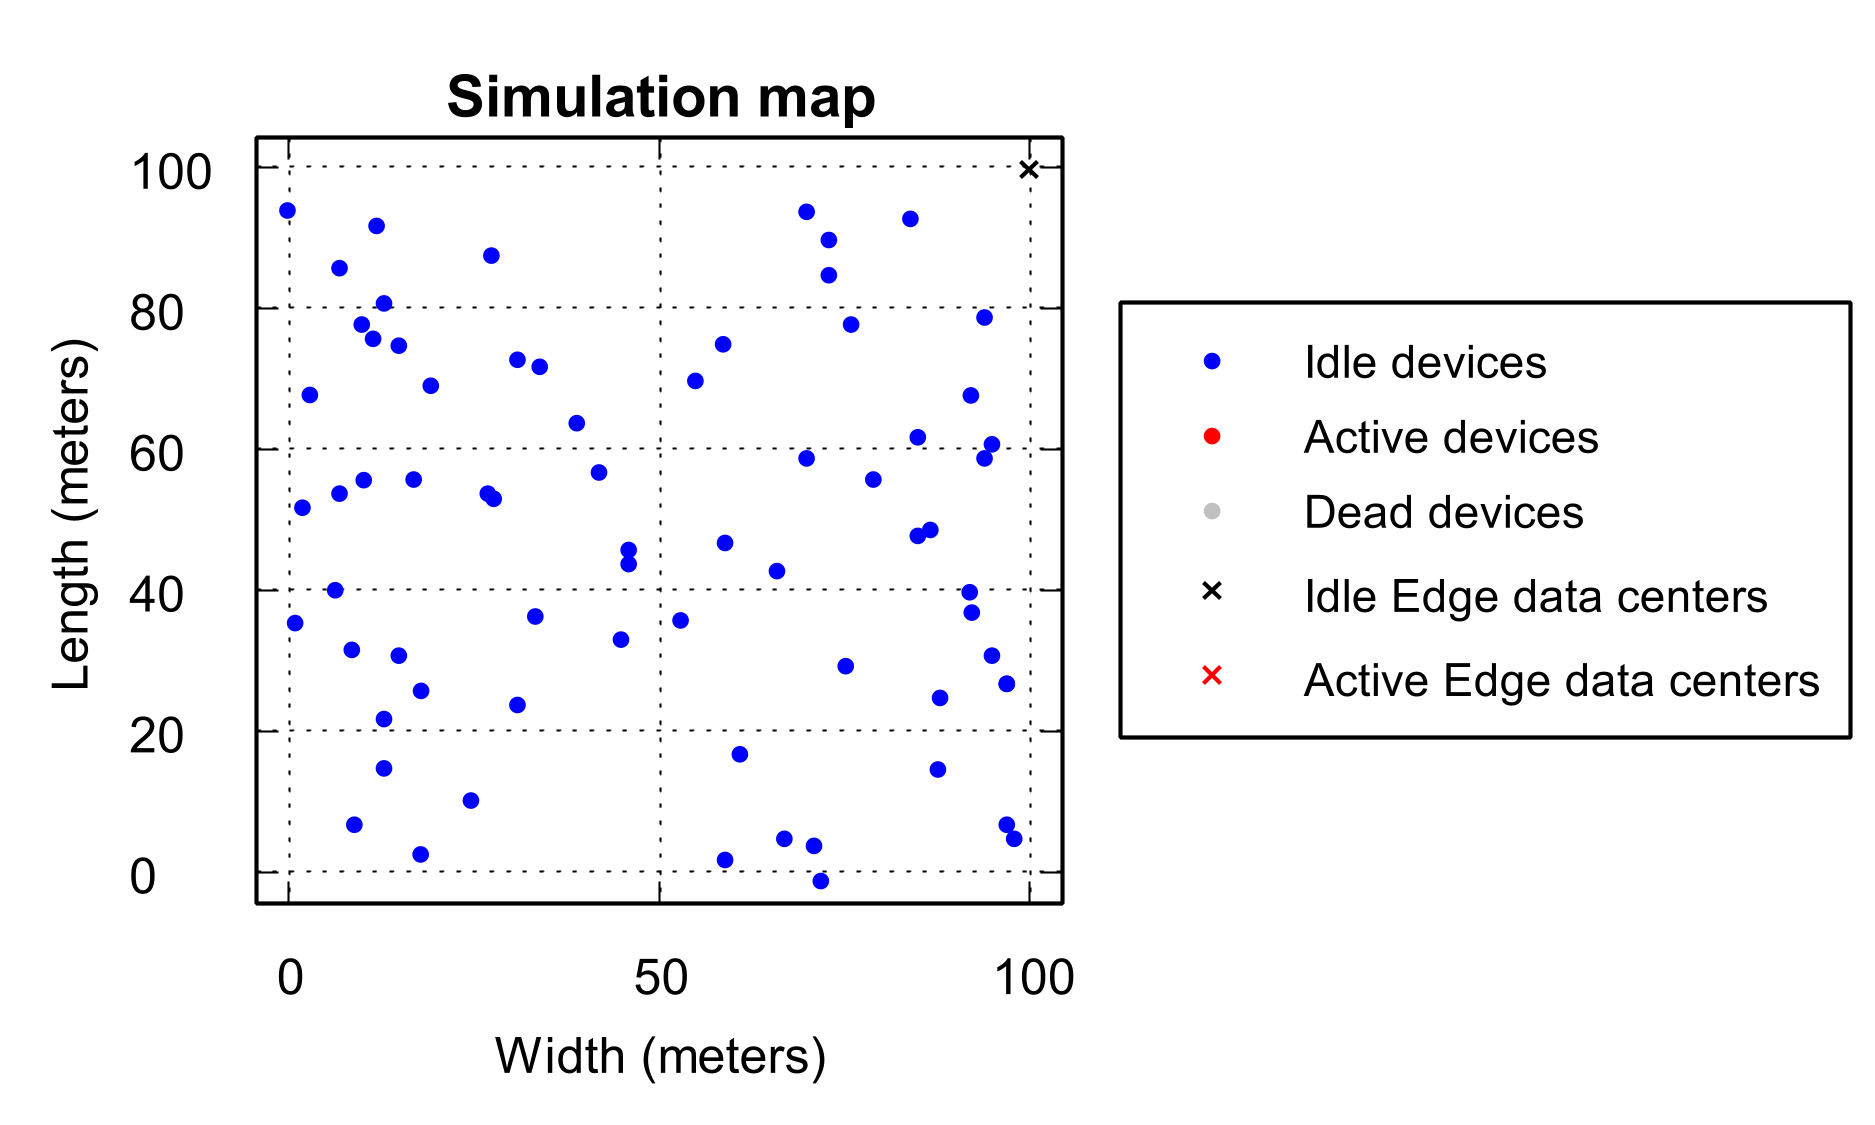 Simulation map
100
80
60
40
20
0
Length (meters)
0 50 100
Width (meters)
Idle devices
Active devices
Dead devices
Idle Edge data centers
Active Edge data centers